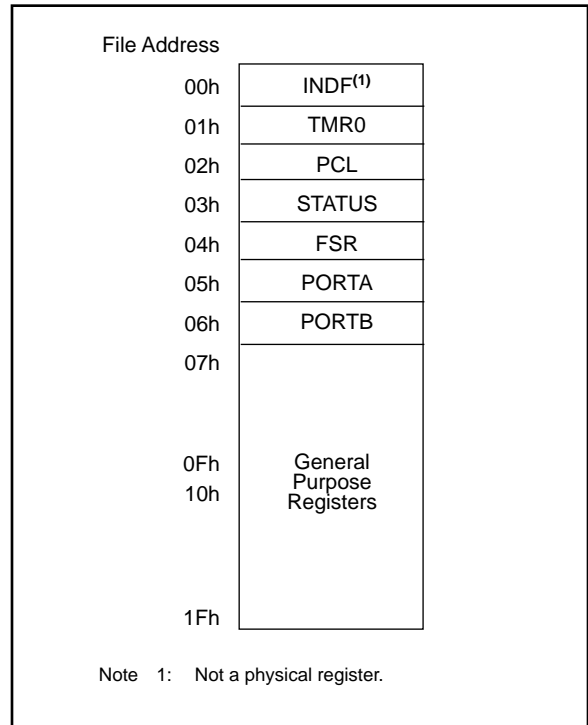 File Address
00h INDF(1)
01h TMR0
02h PCL
03h STATUS
04h FSR
05h PORTA
06h PORTB
07h
0Fh General
Purpose
10h Registers
1Fh
Note 1: Not a physical register.